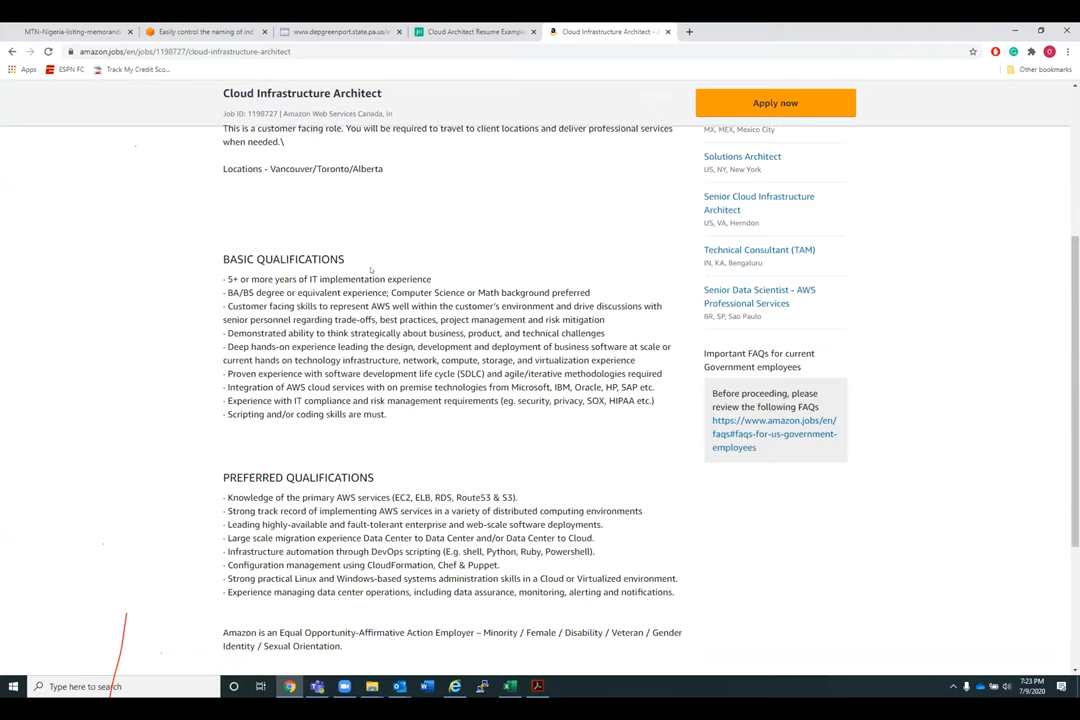 MTN-Nigeria-listing-memorand
Easily control the naming of ind
www.depgreenport.state.pa.us/
Cloud Architect Resume Example
Cloud Infrastructure Architect - J
amazon.jobs/en/jobs/1198727/cloud-infrastructure-architect
Apps
ESPN FC
Track My Credit Sco...
Other bookmarks
Cloud Infrastructure Architect
Job ID: 1198727 | Amazon Web Services Canada, In
Apply now
This is a customer facing role. You will be required to travel to client locations and deliver professional services
when needed.\
Locations - Vancouver/Toronto/Alberta
BASIC QUALIFICATIONS
· 5+ or more years of IT implementation experience
· BA/BS degree or equivalent experience; Computer Science or Math background preferred
· Customer facing skills to represent AWS well within the customer's environment and drive discussions with
senior personnel regarding trade-offs, best practices, project management and risk mitigation
· Demonstrated ability to think strategically about business, product, and technical challenges
· Deep hands-on experience leading the design, development and deployment of business software at scale or
current hands on technology infrastructure, network, compute, storage, and virtualization experience
· Proven experience with software development life cycle (SDLC) and agile/iterative methodologies required
· Integration of AWS cloud services with on premise technologies from Microsoft, IBM, Oracle, HP, SAP etc.
· Experience with IT compliance and risk management requirements (eg. security, privacy, SOX, HIPAA etc.)
· Scripting and/or coding skills are must.
PREFERRED QUALIFICATIONS
· Knowledge of the primary AWS services (EC2, ELB, RDS, Route53 & S3).
· Strong track record of implementing AWS services in a variety of distributed computing environments
· Leading highly-available and fault-tolerant enterprise and web-scale software deployments.
· Large scale migration experience Data Center to Data Center and/or Data Center to Cloud.
· Infrastructure automation through DevOps scripting (E.g. shell, Python, Ruby, Powershell).
· Configuration management using CloudFormation, Chef & Puppet.
· Strong practical Linux and Windows-based systems administration skills in a Cloud or Virtualized environment.
· Experience managing data center operations, including data assurance, monitoring, alerting and notifications.
Amazon is an Equal Opportunity-Affirmative Action Employer – Minority / Female / Disability / Veteran / Gender
Identity / Sexual Orientation.
MX, MEX, Mexico City
Solutions Architect
US, NY, New York
Senior Cloud Infrastructure
Architect
US, VA, Herndon
Technical Consultant (TAM)
IN, KA, Bengaluru
Senior Data Scientist - AWS
Professional Services
BR, SP, Sao Paulo
Important FAQs for current
Government employees
Before proceeding, please
review the following FAQs
https://www.amazon.jobs/en/
faqs#faqs-for-us-government-
employees
Type here to search
7:23 PM
7/9/2020